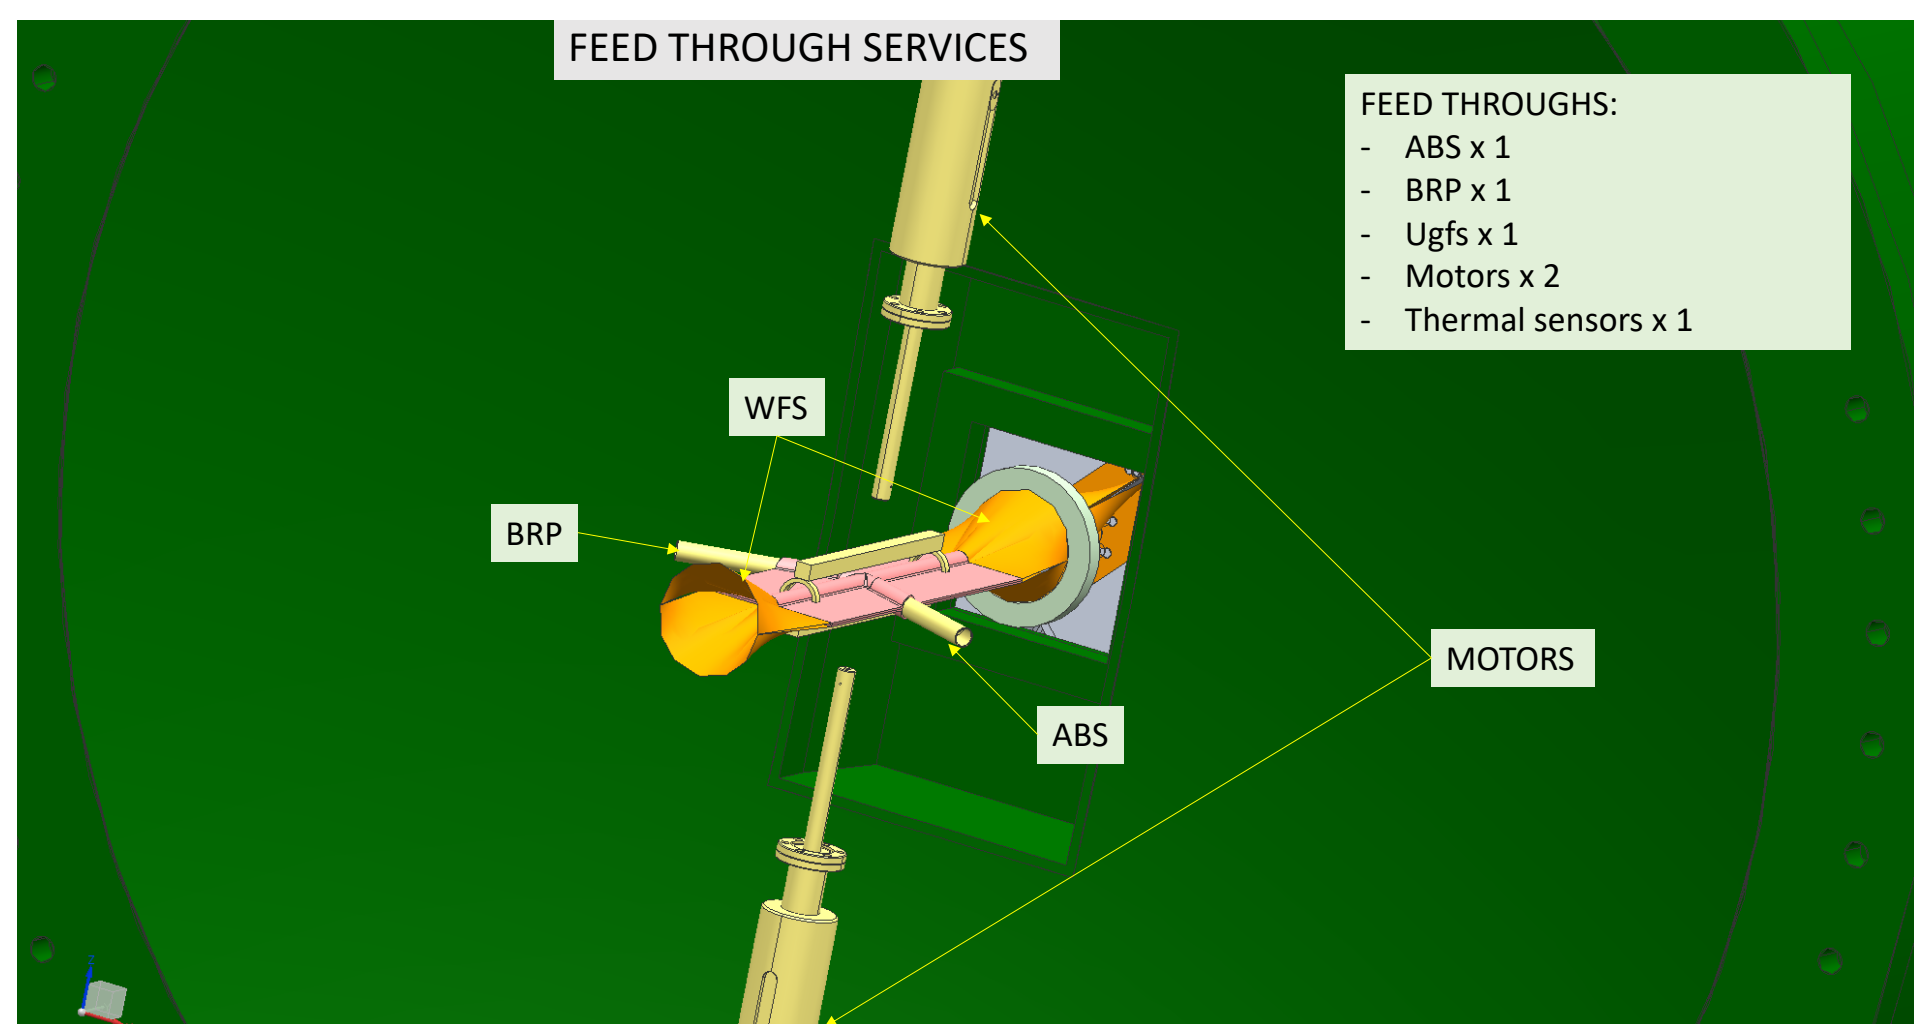 FEED THROUGH SERVICES
FEED THROUGHS:
- ABS x 1
- BRP x 1
- Ugfs x 1
- Motors x 2
- Thermal sensors x 1
WFS
BRP
MOTORS
ABS
Z